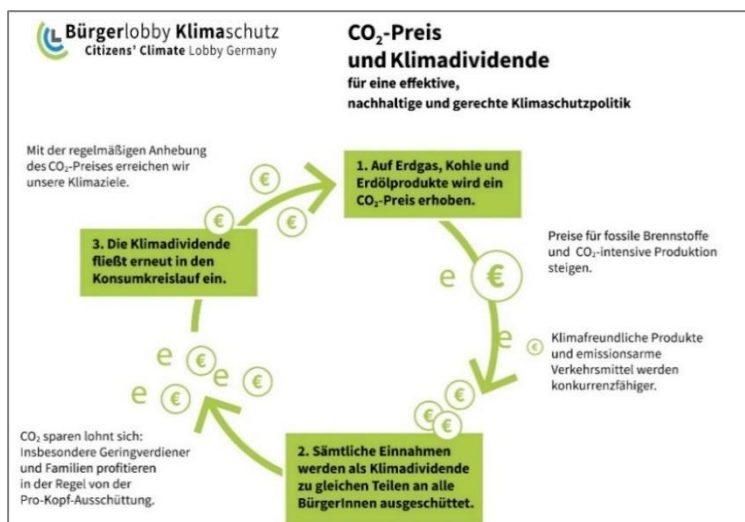 Bürgerlobby Klimaschutz
Citizens' Climate Lobby Germany
CO₂-Preis
und Klimadividende
für eine effektive,
nachhaltige und gerechte Klimaschutzpolitik
Mit der regelmäßigen Anhebung
des CO₂-Preises erreichen wir
unsere Klimaziele.
1. Auf Erdgas, Kohle und
Erdölprodukte wird ein
CO₂-Preis erhoben.
€
€
€
3. Die Klimadividende
fließt erneut in den
Konsumkreislauf ein.
Preise für fossile Brennstoffe
und CO₂-intensive Produktion
steigen.
e €
e €
Klimafreundliche Produkte
und emissionsarme
Verkehrsmittel werden
konkurrenzfähiger.
e € e €
e €
€
€ €
CO₂ sparen lohnt sich:
Insbesondere Geringverdiener
und Familien profitieren
in der Regel von der
Pro-Kopf-Ausschüttung.
2. Sämtliche Einnahmen
werden als Klimadividende
zu gleichen Teilen an alle
BürgerInnen ausgeschüttet.